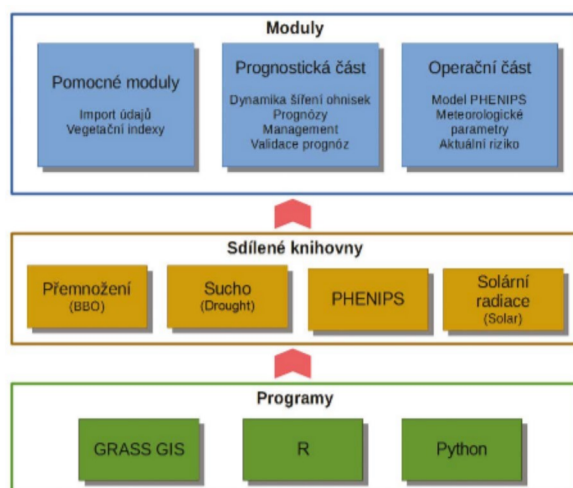 Moduly
Pomocné moduly
Import údajů
Vegetační indexy
Prognostická část
Dynamika šíření ohnisek
Prognózy
Management
Validace prognóz
Operační část
Model PHENIPS
Meteorologické
parametry
Aktuální riziko
Sdílené knihovny
Přemnožení
(BBO)
Sucho
(Drought)
PHENIPS
Solární
radiace
(Solar)
Programy
GRASS GIS
R
Python